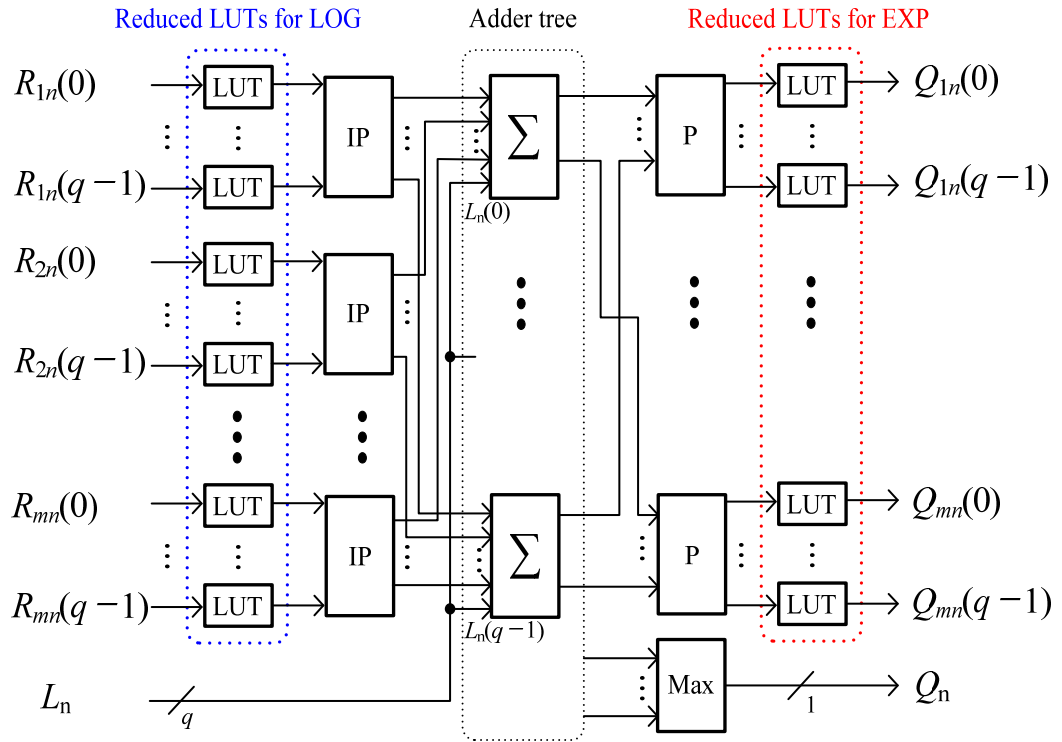 Reduced LUTs for LOG
Adder tree
Reduced LUTs for EXP
R1n(0)
LUT
IP
∑
Ln(0)
P
LUT
Q1n(0)
R1n(q−1)
LUT
LUT
Q1n(q−1)
R2n(0)
LUT
IP
R2n(q−1)
LUT
Rmn(0)
LUT
IP
∑
Ln(q−1)
P
LUT
Qmn(0)
Rmn(q−1)
LUT
LUT
Qmn(q−1)
Ln
q
Max
1
Qn